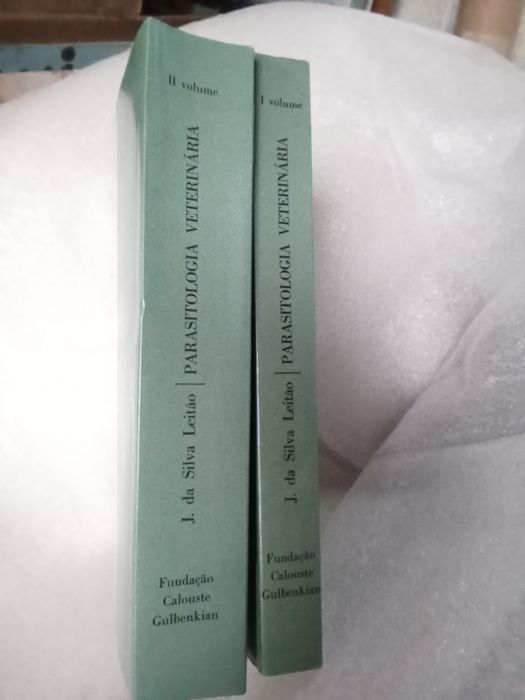 II volume
J. da Silva Leitão | PARASITOLOGIA VETERINÁRIA
Fundação
Calouste
Gulbenkian
I volume
J. da Silva Leitão | PARASITOLOGIA VETERINÁRIA
Fundação
Calouste
Gulbenkian